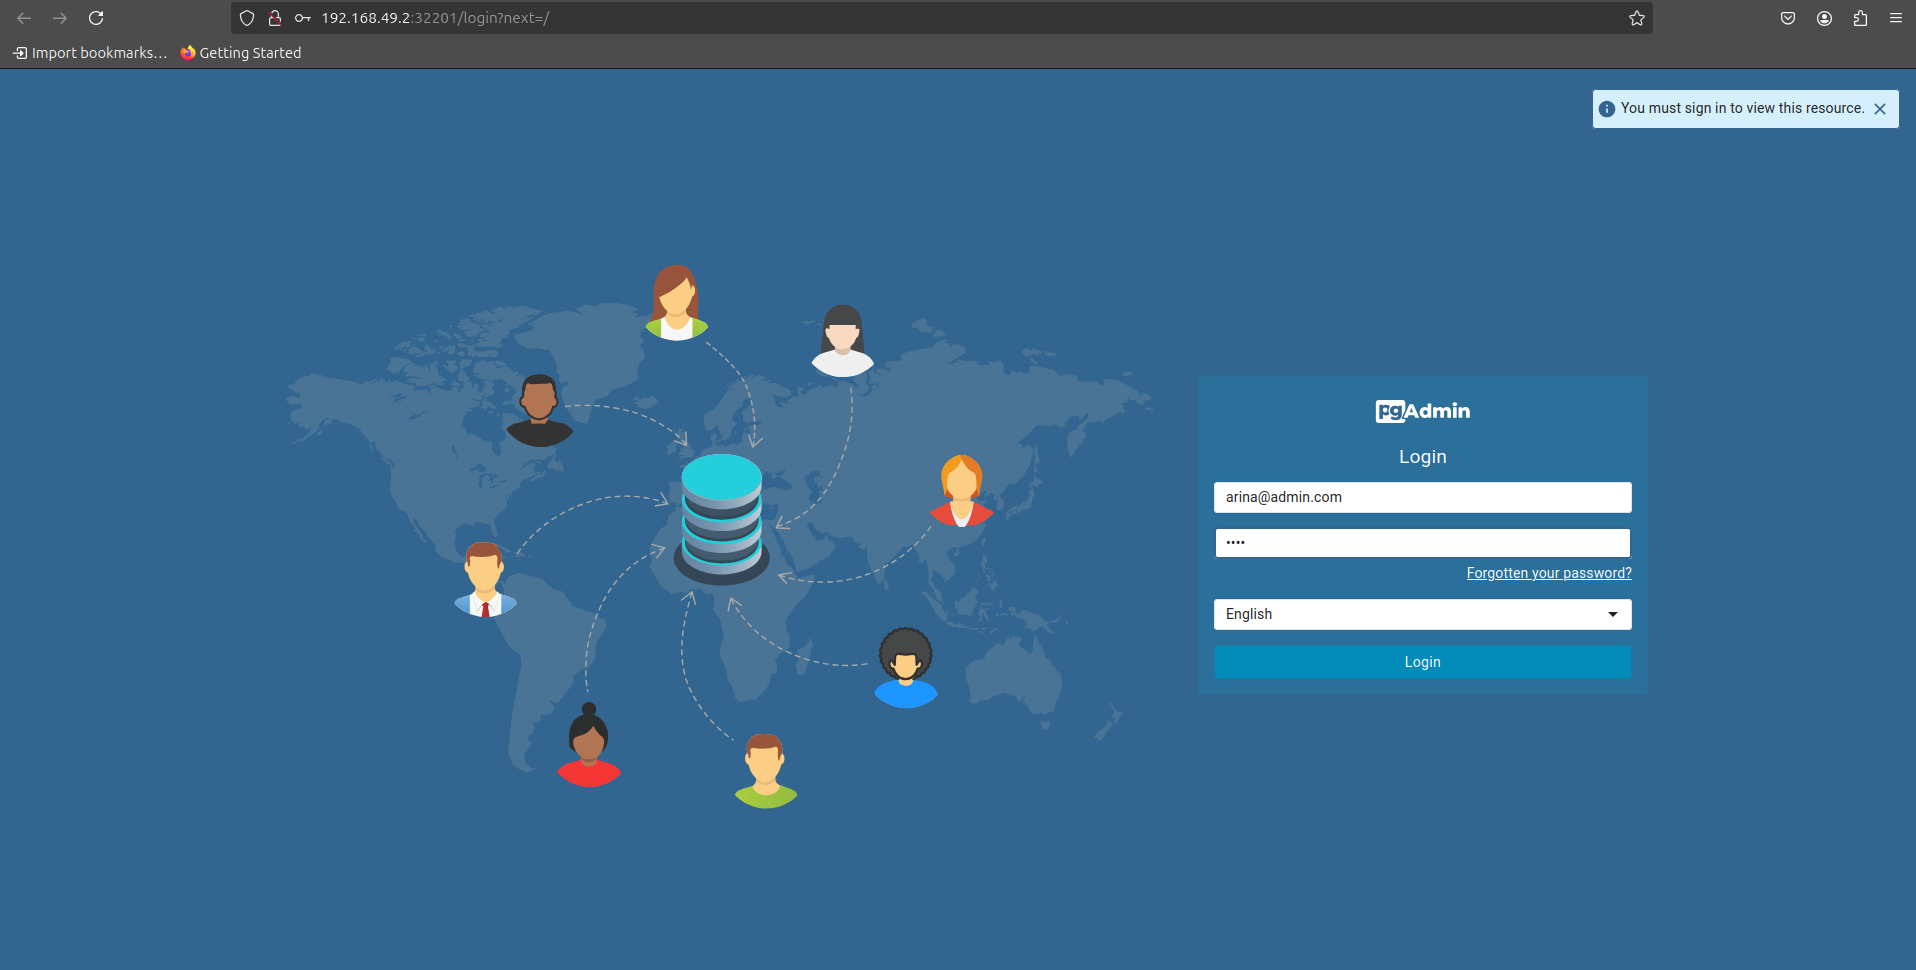 192.168.49.2:32201/login?next=/
Import bookmarks…
Getting Started
You must sign in to view this resource.
pgAdmin
Login
arina@admin.com
••••
Forgotten your password?
English
Login